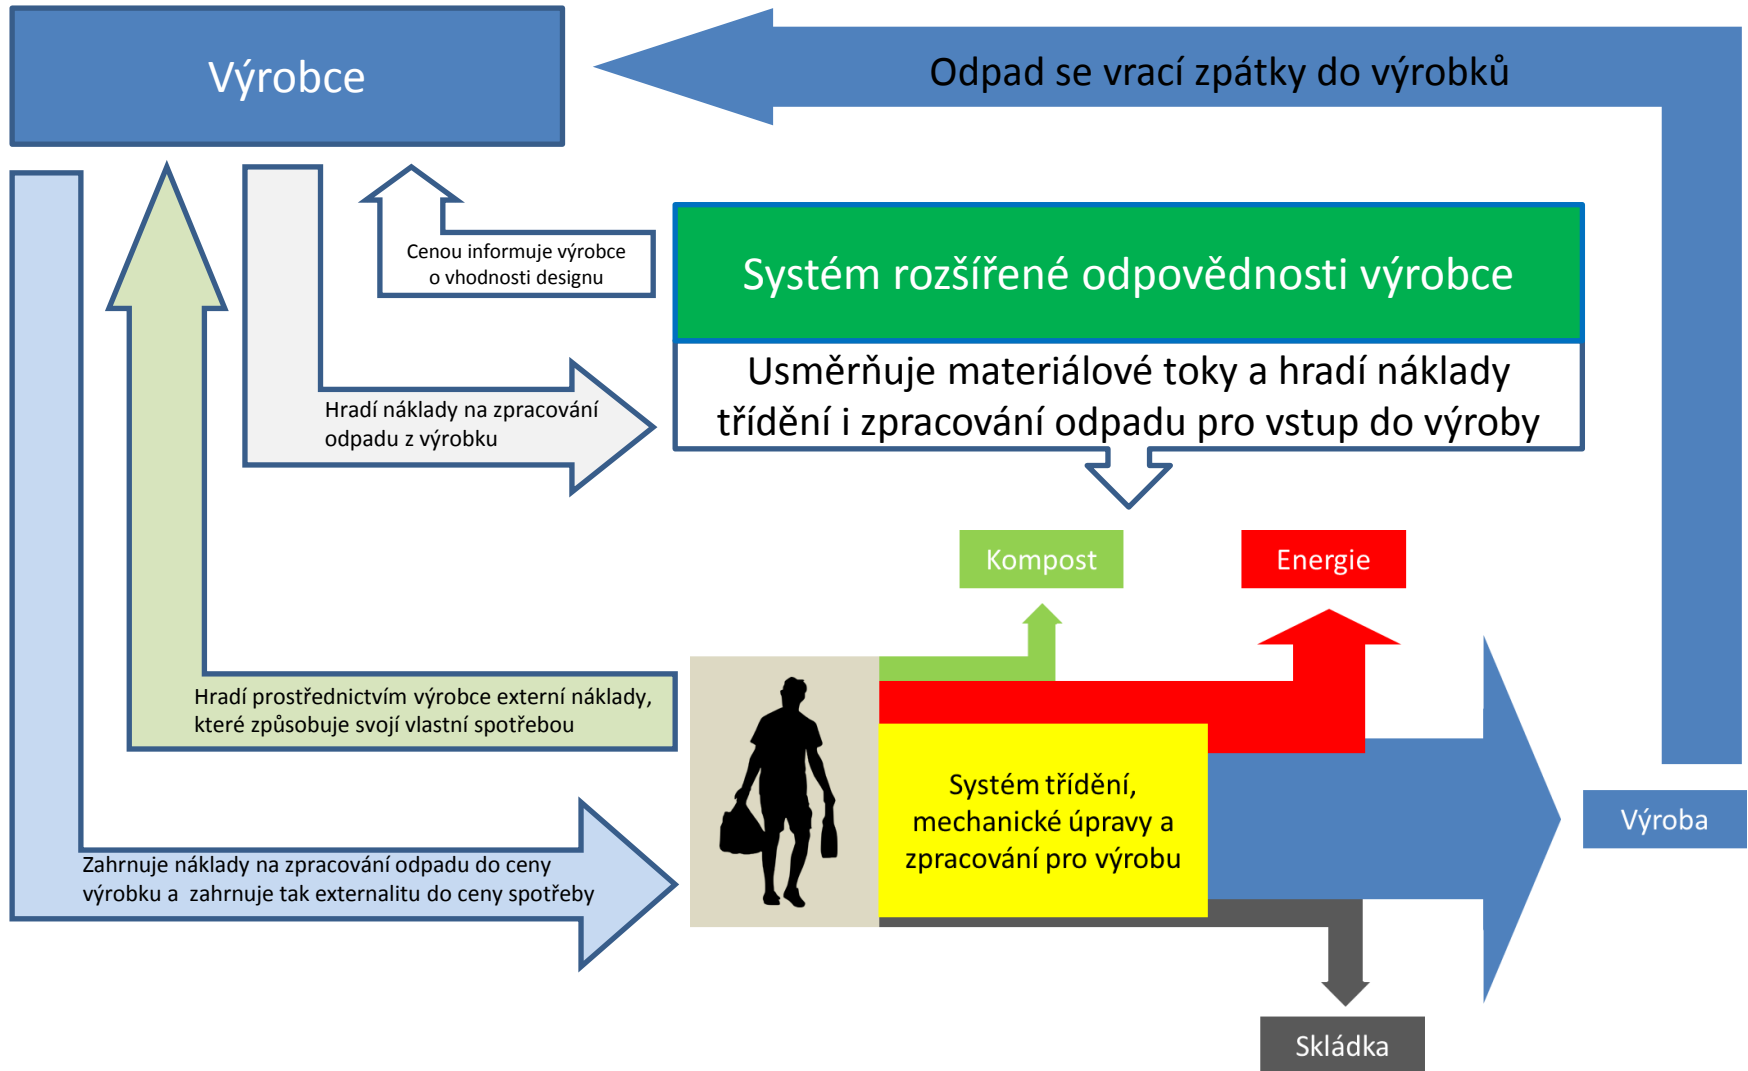 Výrobce
Odpad se vrací zpátky do výrobků
Cenou informuje výrobce
o vhodnosti designu
Systém rozšířené odpovědnosti výrobce
Usměrňuje materiálové toky a hradí náklady
třídění i zpracování odpadu pro vstup do výroby
Hradí náklady na zpracování
odpadu z výrobku
Kompost
Energie
Hradí prostřednictvím výrobce externí náklady,
které způsobuje svojí vlastní spotřebou
Systém třídění,
mechanické úpravy a
zpracování pro výrobu
Výroba
Zahrnuje náklady na zpracování odpadu do ceny
výrobku a zahrnuje tak externalitu do ceny spotřeby
Skládka